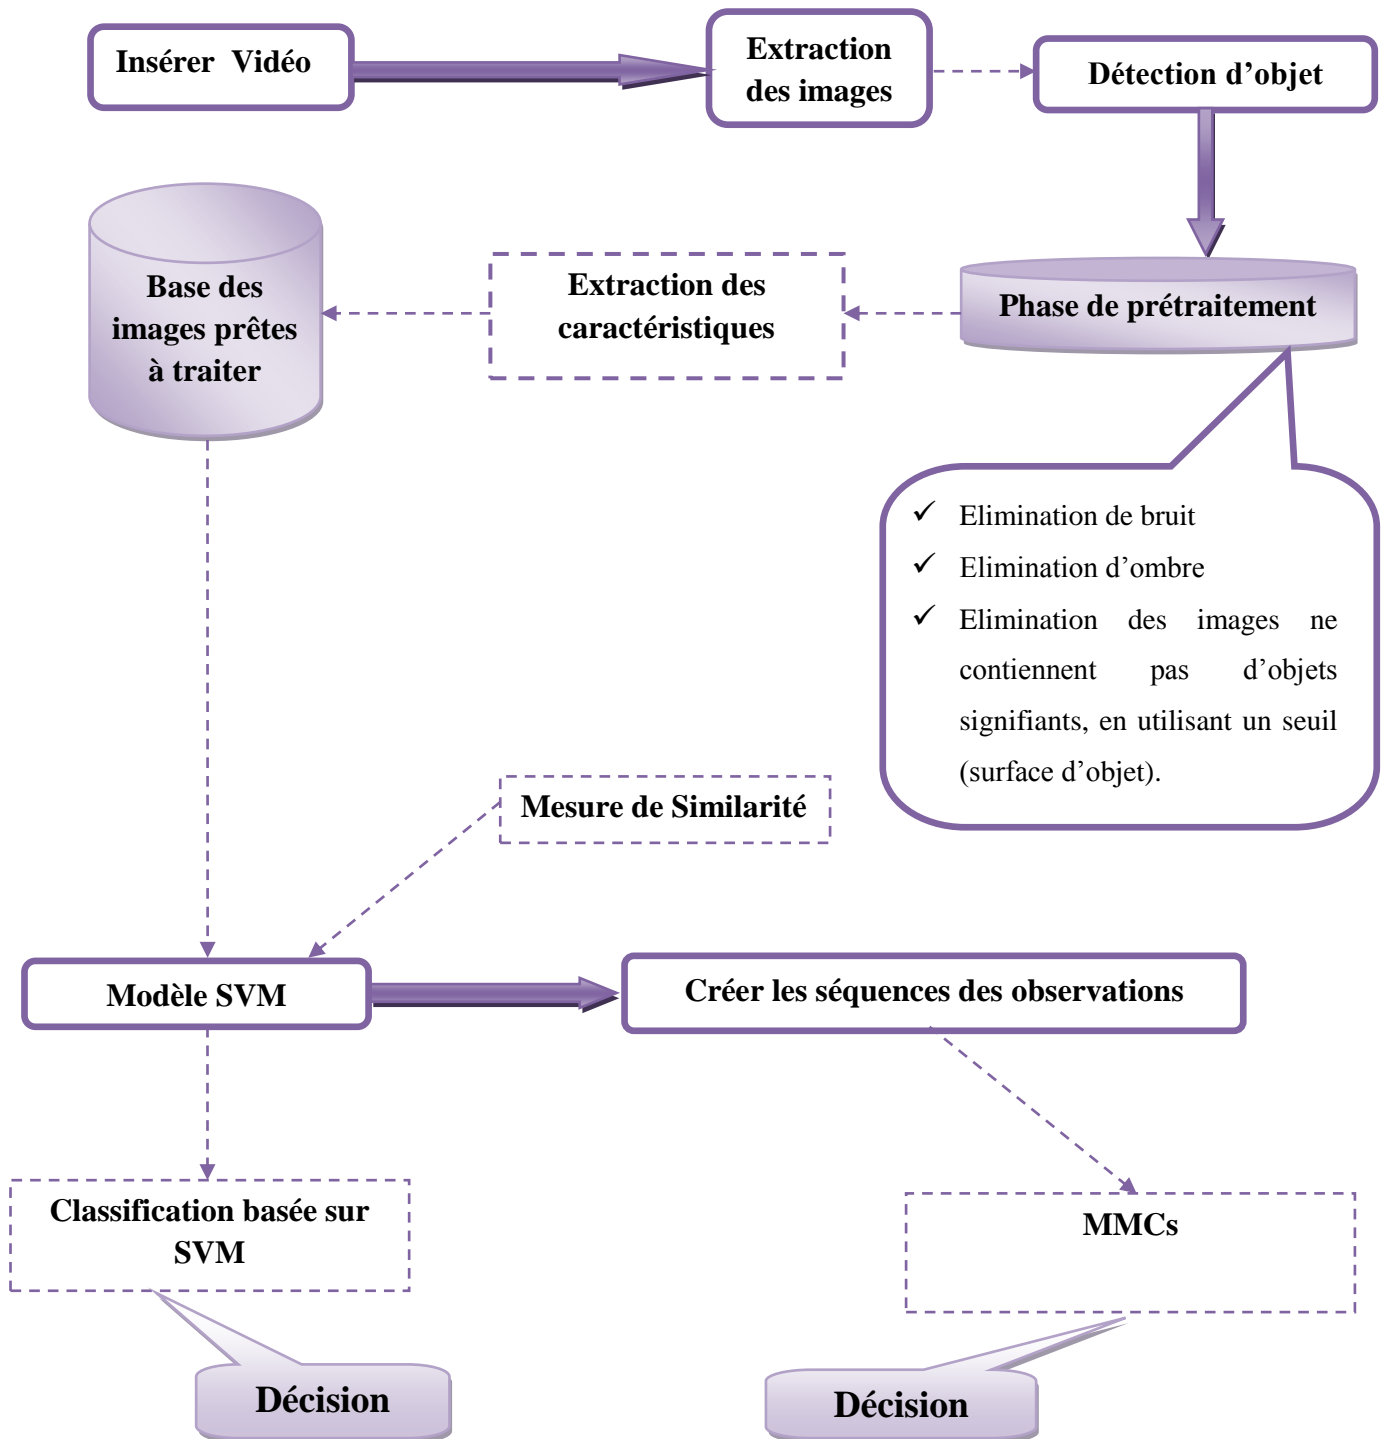 Insérer Vidéo
Extraction
des images
Détection d’objet
Base des
images prêtes
à traiter
Extraction des
caractéristiques
Phase de prétraitement
✓ Elimination de bruit
✓ Elimination d’ombre
✓ Elimination des images ne
contiennent pas d’objets
signifiants, en utilisant un seuil
(surface d’objet).
Mesure de Similarité
Modèle SVM
Créer les séquences des observations
Classification basée sur
SVM
MMCs
Décision
Décision